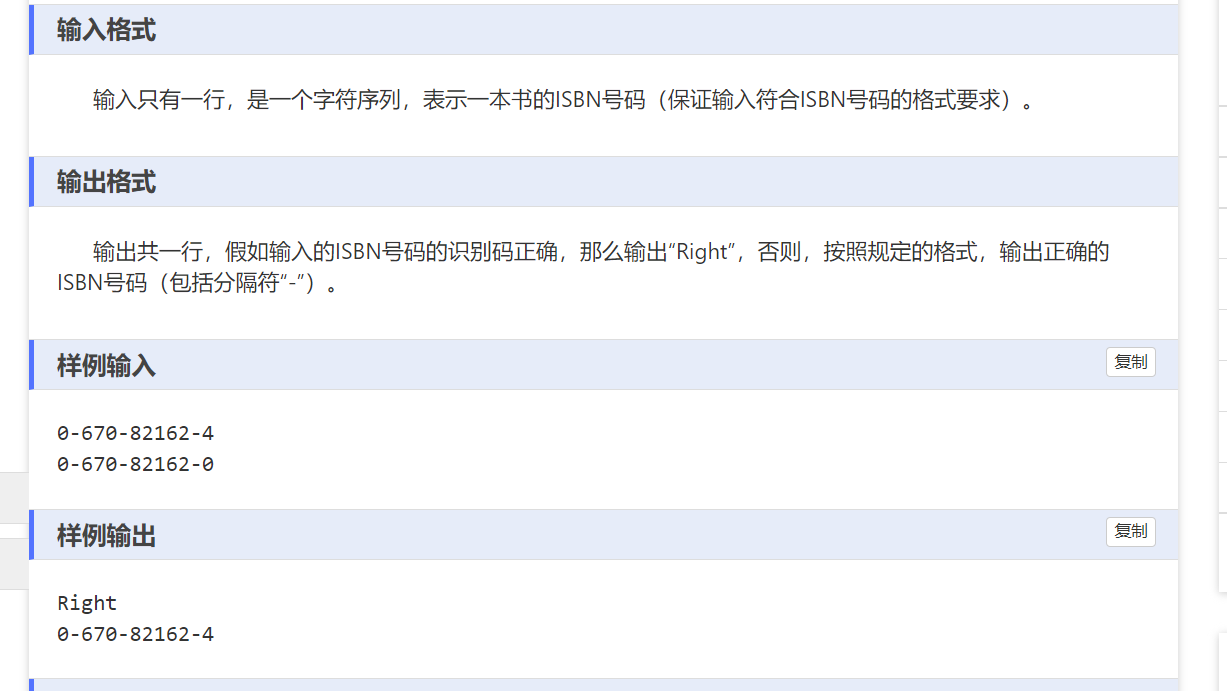 输入格式
输入只有一行，是一个字符序列，表示一本书的ISBN号码（保证输入符合ISBN号码的格式要求）。
输出格式
输出共一行，假如输入的ISBN号码的识别码正确，那么输出“Right”，否则，按照规定的格式，输出正确的
ISBN号码（包括分隔符“-”）。
样例输入
复制
0-670-82162-4
0-670-82162-0
样例输出
复制
Right
0-670-82162-4